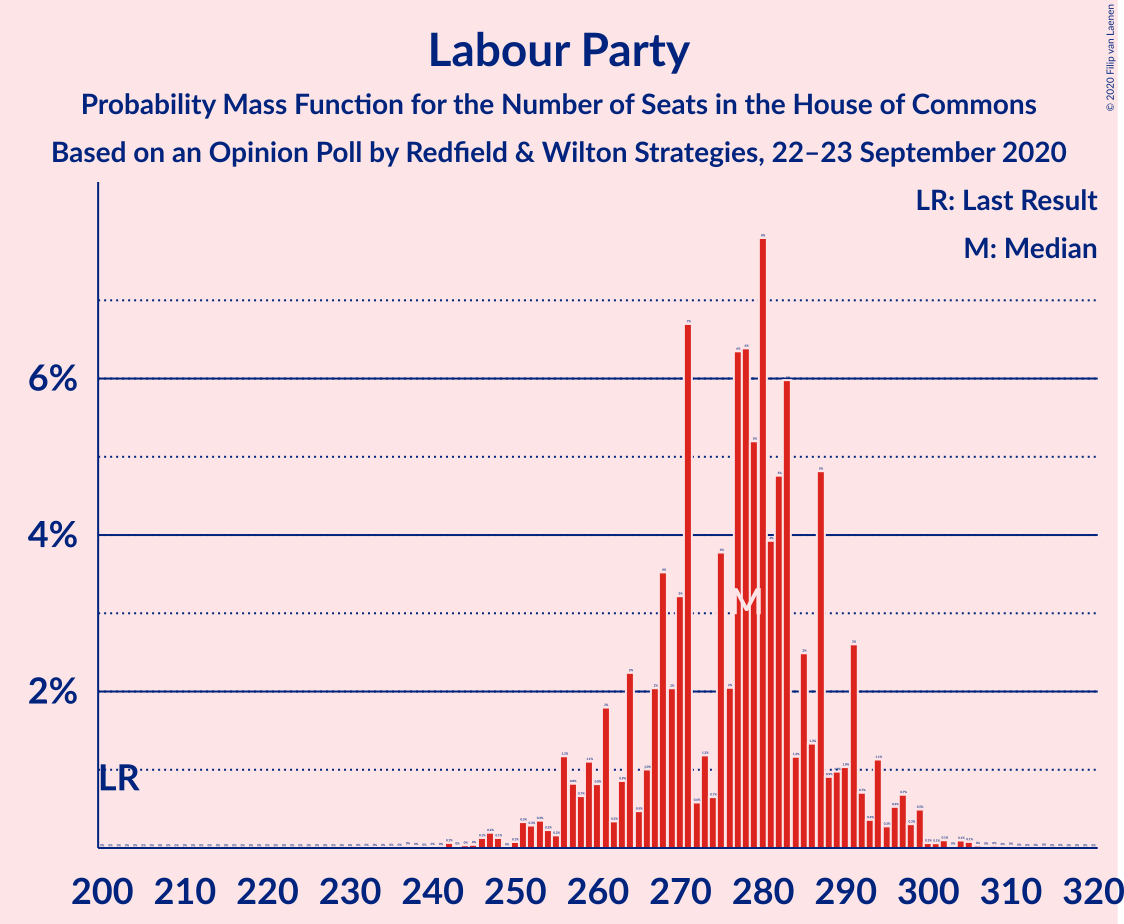 Labour Party
Probability Mass Function for the Number of Seats in the House of Commons
Based on an Opinion Poll by Redfield & Wilton Strategies, 22–23 September 2020
© 2020 Filip van Laenen
LR: Last Result
M: Median
6%
4%
2%
LR
M
200 210 220 230 240 250 260 270 280 290 300 310 320